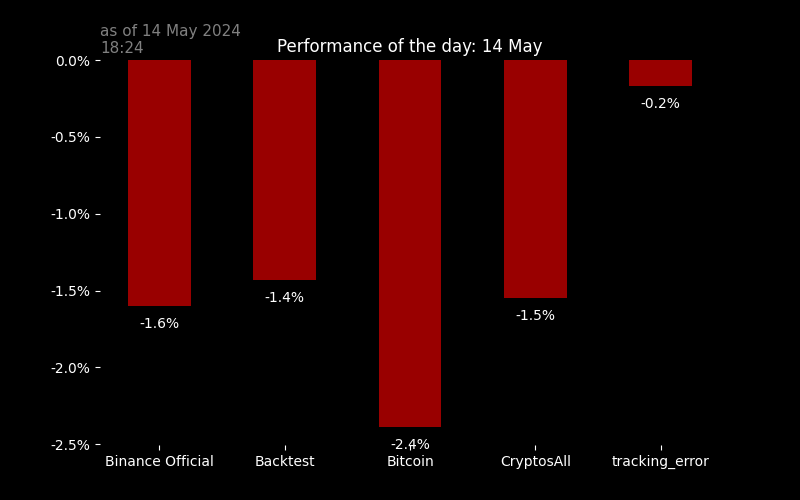 as of 14 May 2024
18:24
Performance of the day: 14 May
0.0%
-0.5%
-1.0%
-1.5%
-2.0%
-2.5%
-1.6%
-1.4%
-2.4%
-1.5%
-0.2%
Binance Official
Backtest
Bitcoin
CryptosAll
tracking_error